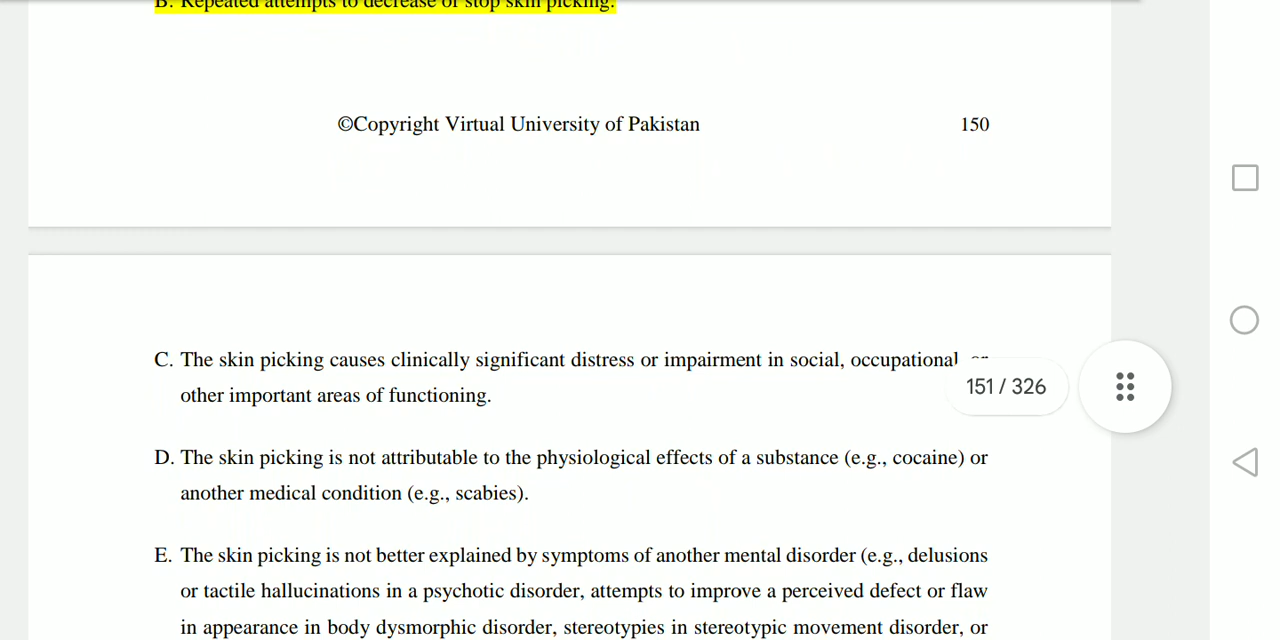 B. Repeated attempts to decrease or stop skin picking.
©Copyright Virtual University of Pakistan 150
C. The skin picking causes clinically significant distress or impairment in social, occupational
other important areas of functioning.
151 / 326
D. The skin picking is not attributable to the physiological effects of a substance (e.g., cocaine) or
another medical condition (e.g., scabies).
E. The skin picking is not better explained by symptoms of another mental disorder (e.g., delusions
or tactile hallucinations in a psychotic disorder, attempts to improve a perceived defect or flaw
in appearance in body dysmorphic disorder, stereotypies in stereotypic movement disorder, or